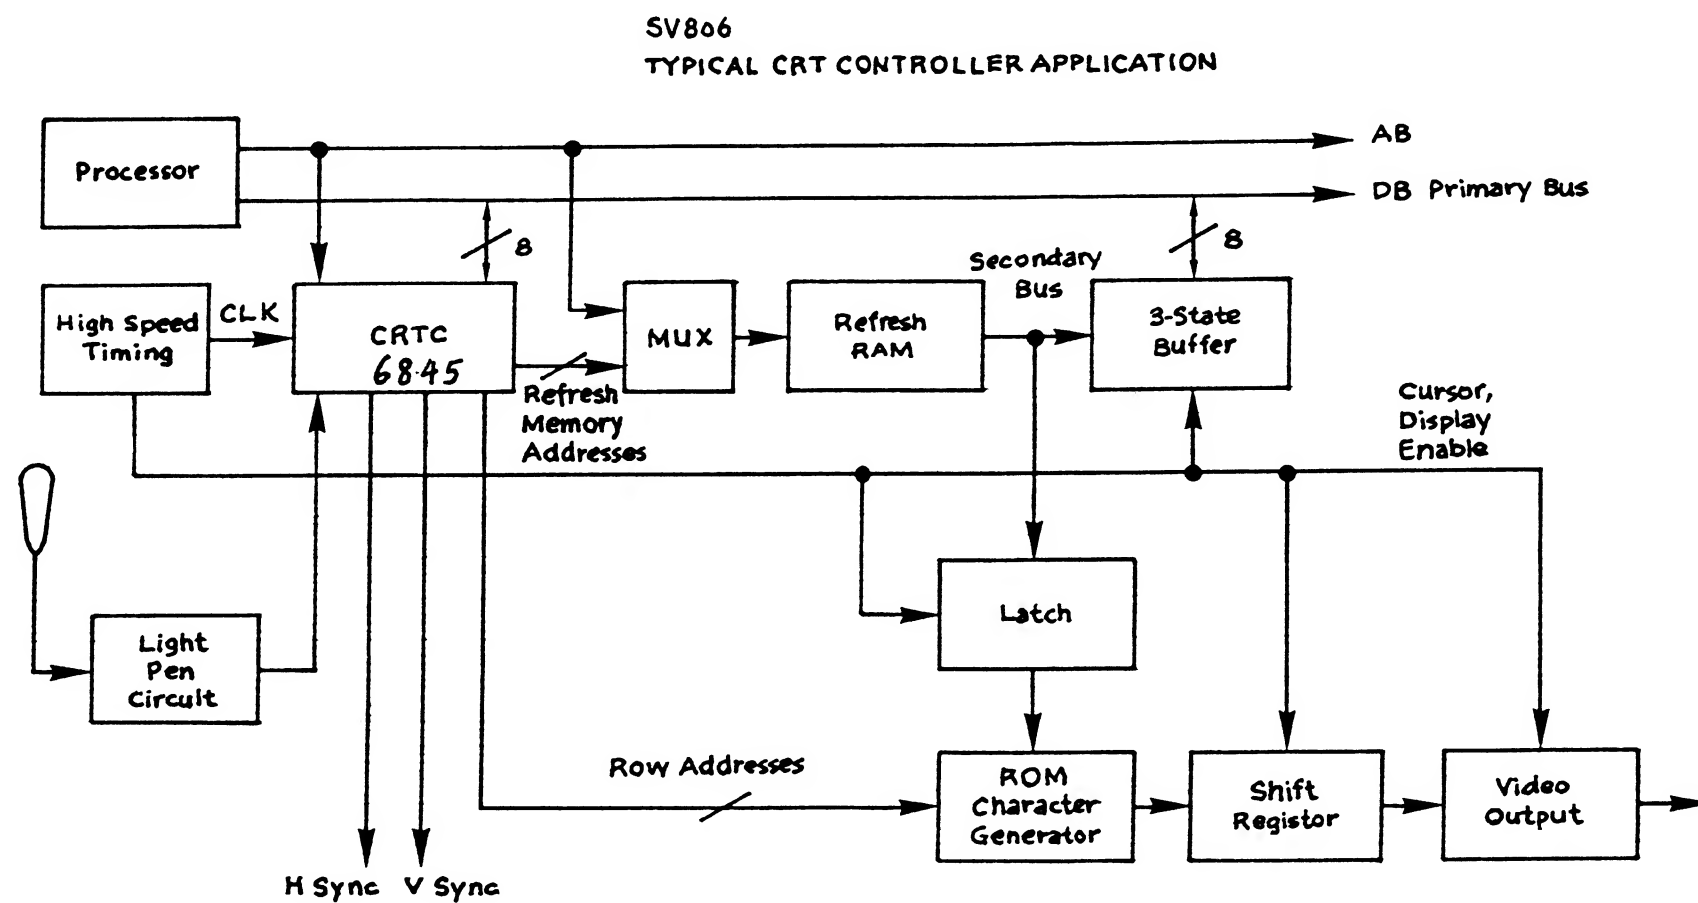 SV806
TYPICAL CRT CONTROLLER APPLICATION
Processor
AB
DB Primary Bus
8
8
High Speed
Timing
CLK
CRTC
6845
MUX
Refresh
RAM
Secondary
Bus
3-State
Buffer
Refresh
Memory
Addresses
Cursor,
Display
Enable
Latch
Light
Pen
Circuit
Row Addresses
ROM
Character
Generator
Shift
Registor
Video
Output
H Sync
V Sync